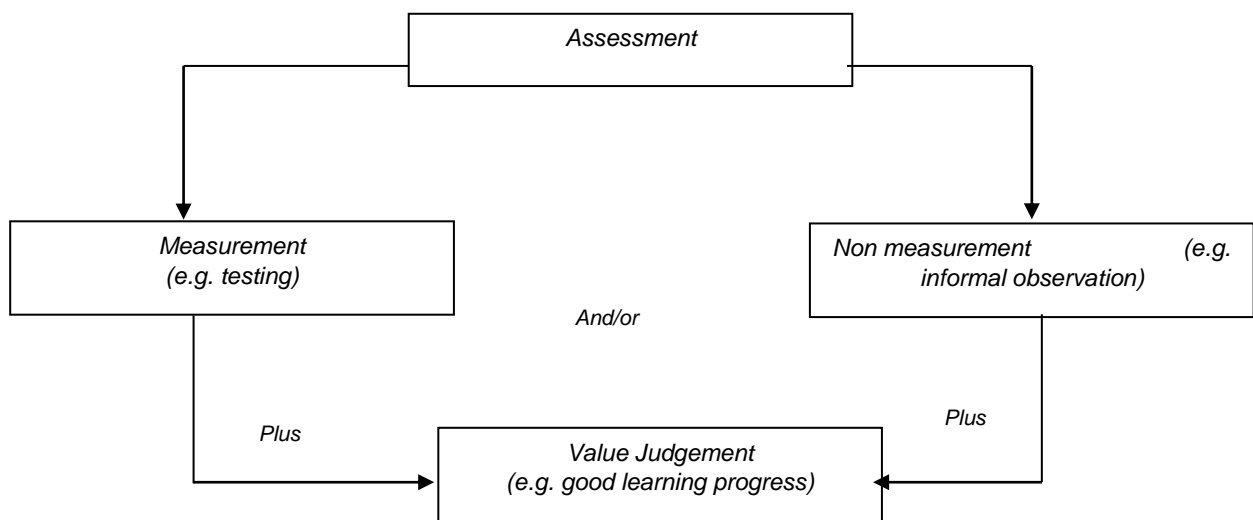 Assessment
Measurement
(e.g. testing)
Non measurement (e.g.
informal observation)
And/or
Plus
Plus
Value Judgement
(e.g. good learning progress)